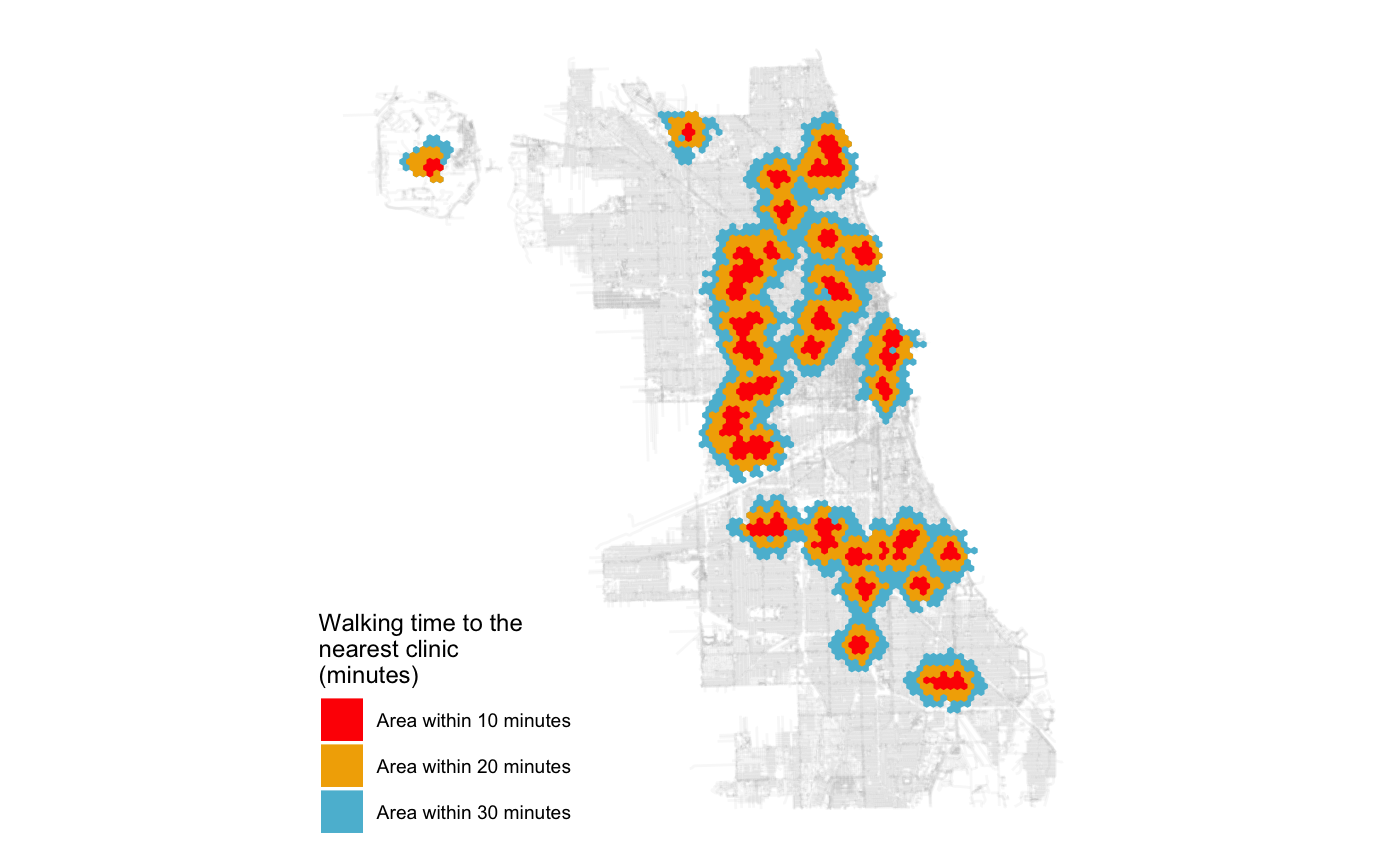 Walking time to the
nearest clinic
(minutes)
Area within 10 minutes
Area within 20 minutes
Area within 30 minutes